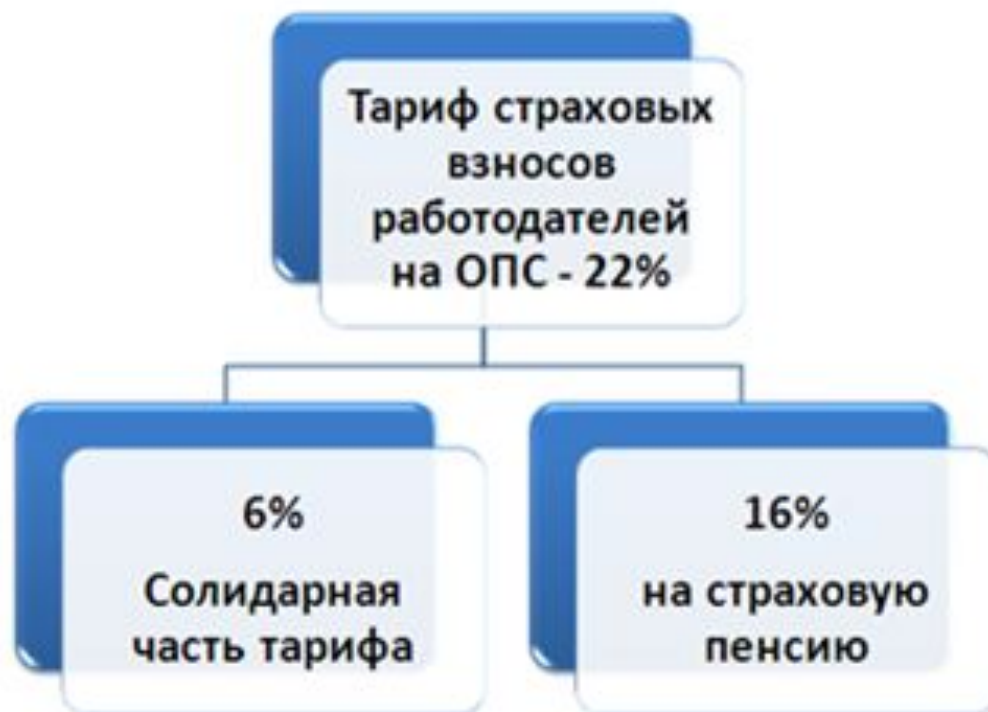 Тариф страховых
взносов
работодателей
на ОПС - 22%
6%
Солидарная
часть тарифа
16%
на страховую
пенсию